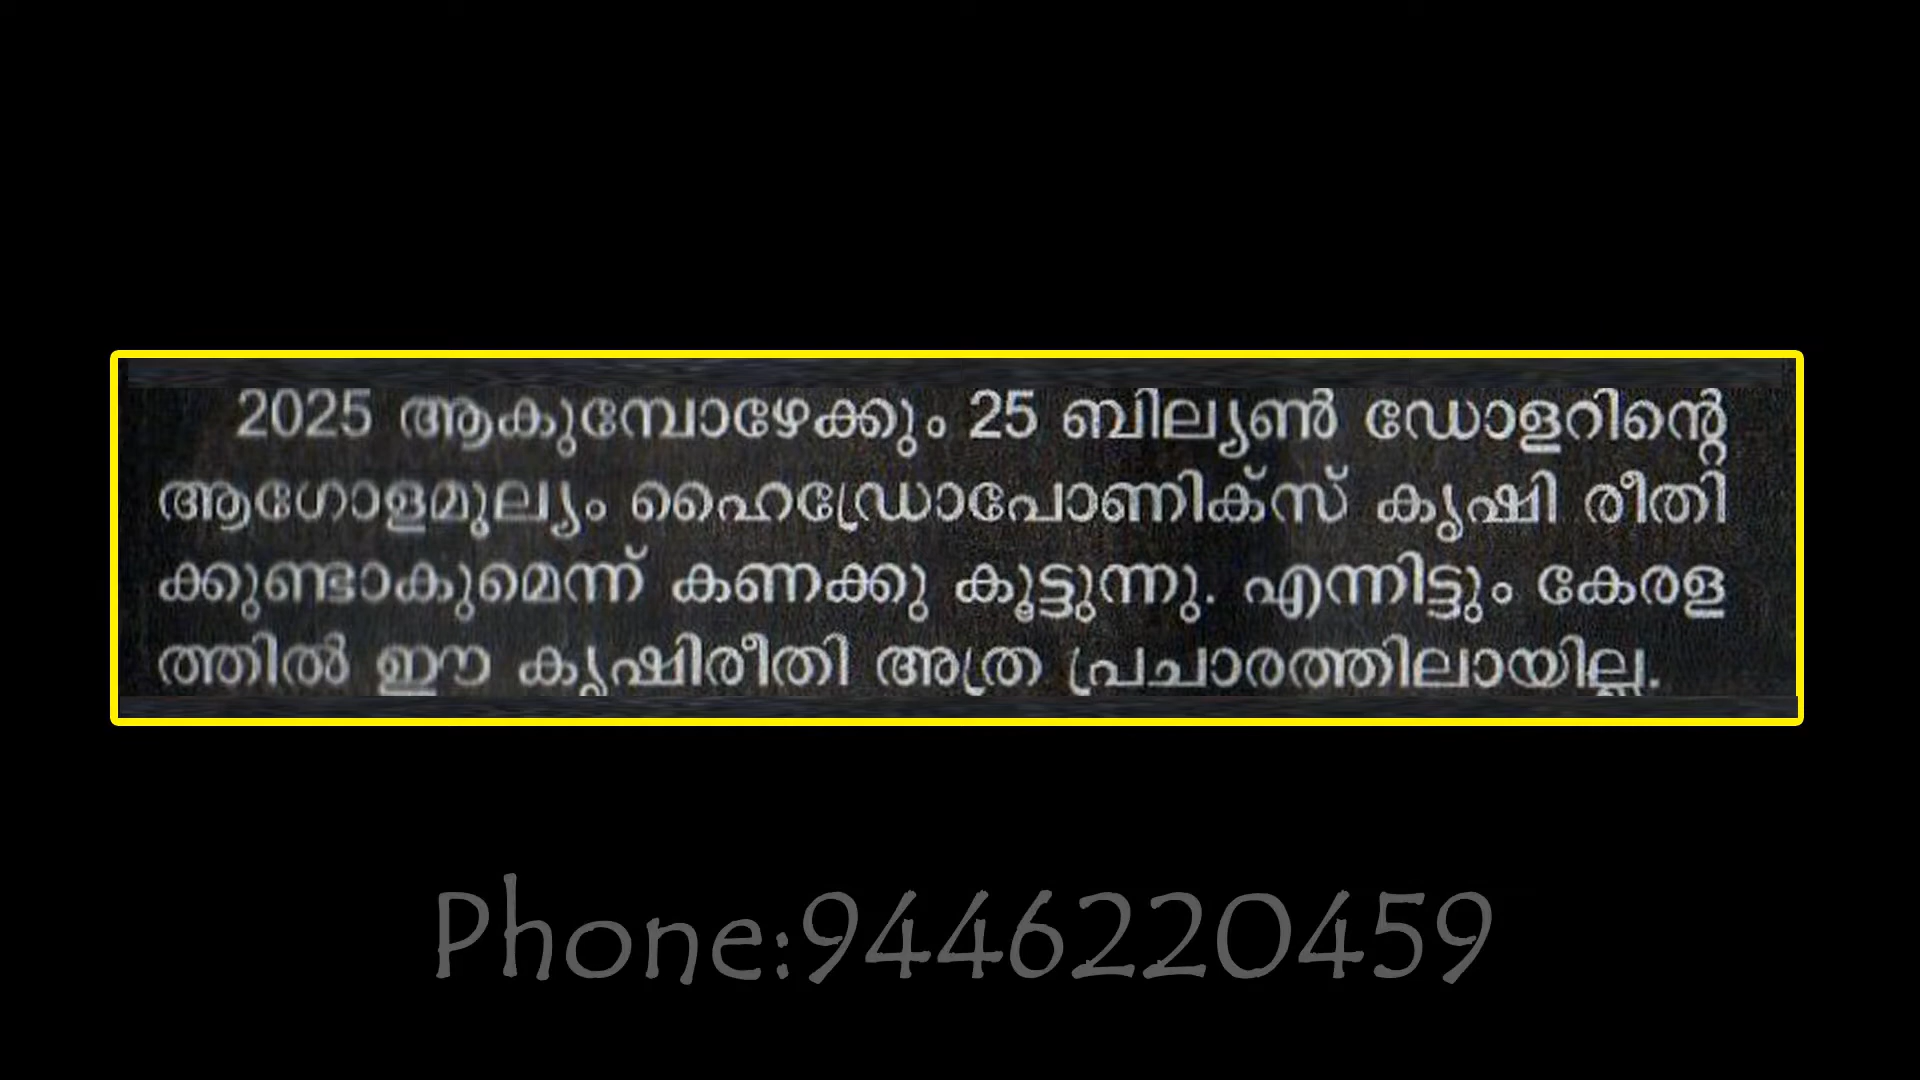 2025 ആകുമ്പോഴേക്കും 25 ബില്യൺ ഡോളറിന്റെ
ആഗോളമുല്യം ഹൈഡ്രോപോണിക്സ് കൃഷി രീതി
ക്കുണ്ടാകുമെന്ന് കണക്കു കൂട്ടുന്നു. എന്നിട്ടും കേരള
ത്തിൽ ഈ കൃഷിരീതി അത്ര പ്രചാരത്തിലായില്ല.
Phone:9446220459